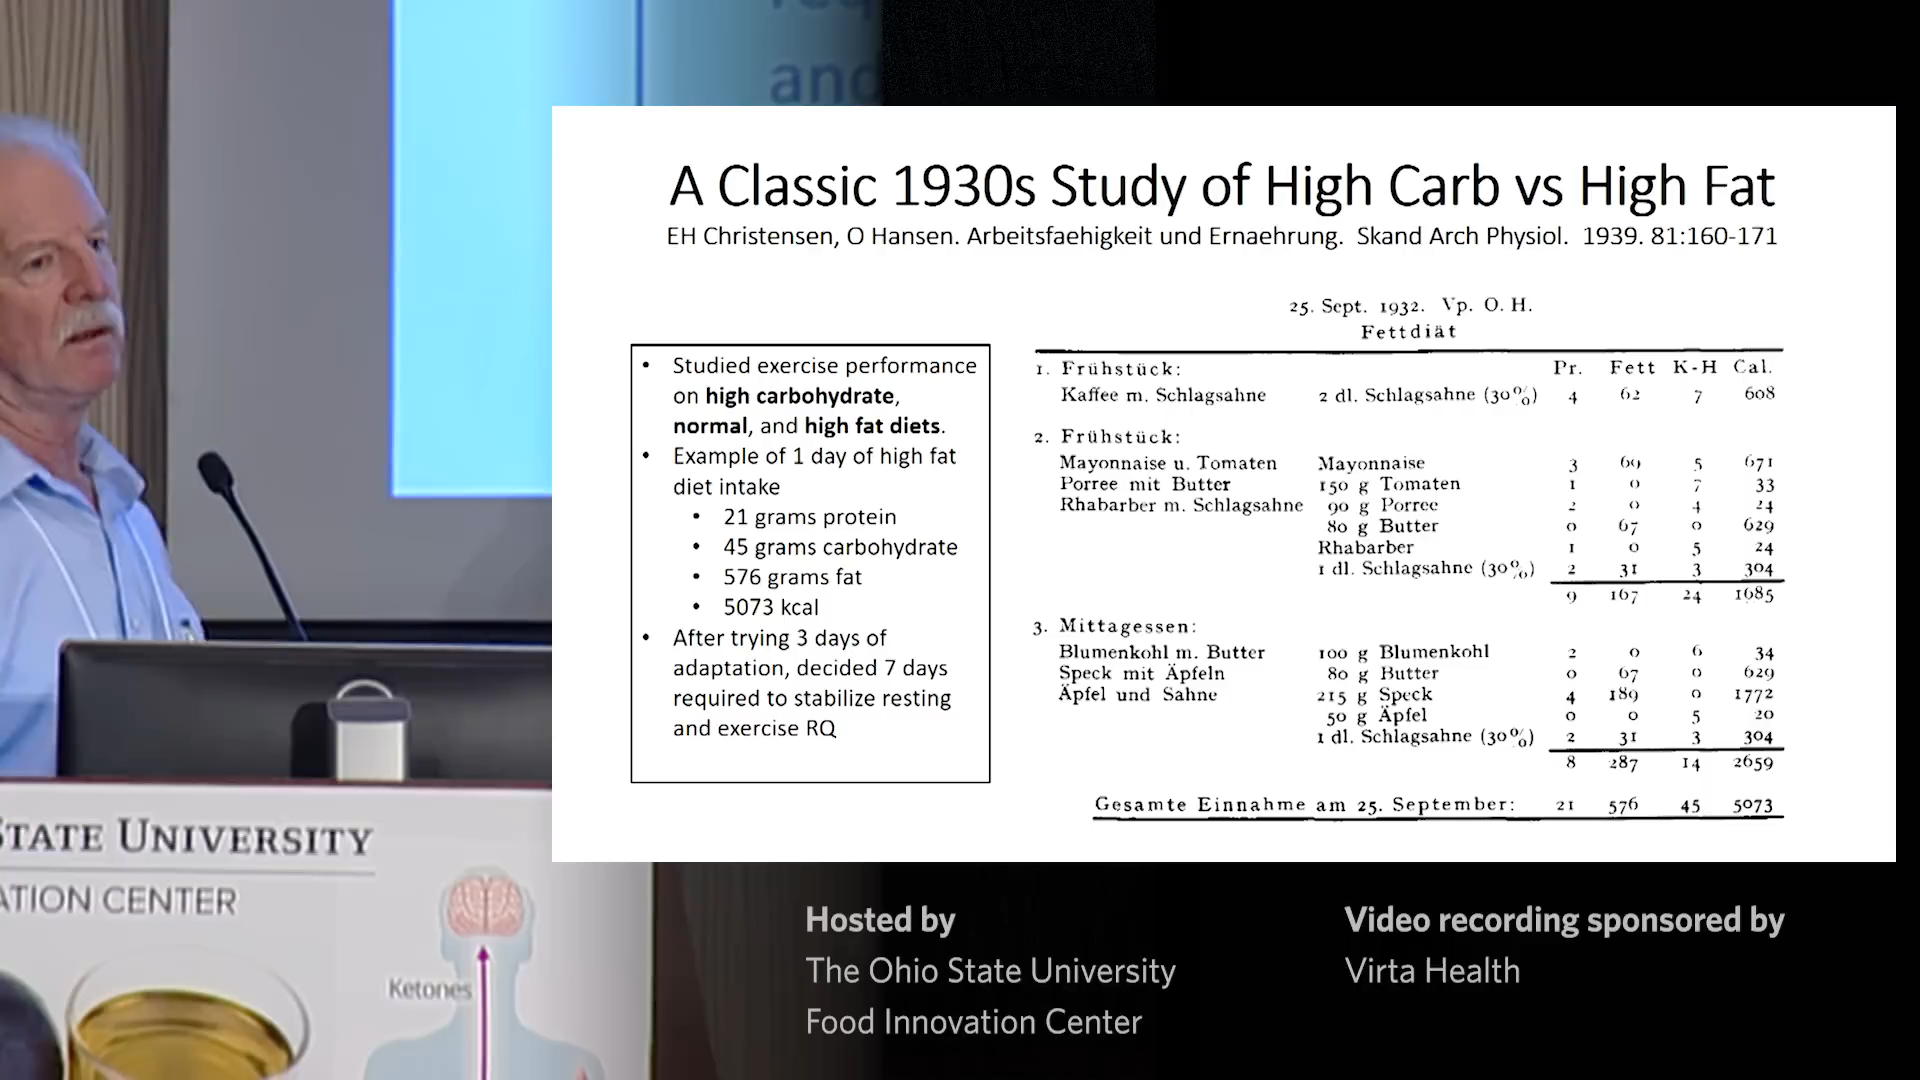 and
A Classic 1930s Study of High Carb vs High Fat
EH Christensen, O Hansen. Arbeitsfaehigkeit und Ernaehrung. Skand Arch Physiol. 1939. 81:160-171
• Studied exercise performance
on high carbohydrate,
normal, and high fat diets.
• Example of 1 day of high fat
diet intake
• 21 grams protein
• 45 grams carbohydrate
• 576 grams fat
• 5073 kcal
• After trying 3 days of
adaptation, decided 7 days
required to stabilize resting
and exercise RQ
25. Sept. 1932. Vp. O. H.
Fettdiät
1. Frühstück: Pr. Fett K-H Cal.
Kaffee m. Schlagsahne 2 dl. Schlagsahne (30%) 4 62 7 608
2. Frühstück:
Mayonnaise u. Tomaten Mayonnaise 3 69 5 671
Porree mit Butter 150 g Tomaten 1 0 7 33
Rhabarber m. Schlagsahne 90 g Porree 2 0 4 24
80 g Butter 0 67 0 629
Rhabarber 1 0 5 24
1 dl. Schlagsahne (30%) 2 31 3 304
9 167 24 1685
3. Mittagessen:
Blumenkohl m. Butter 100 g Blumenkohl 2 0 6 34
Speck mit Äpfeln 80 g Butter 0 67 0 629
Äpfel und Sahne 215 g Speck 4 189 0 1772
50 g Äpfel 0 0 5 20
1 dl. Schlagsahne (30%) 2 31 3 304
8 287 14 2659
Gesamte Einnahme am 25. September: 21 576 45 5073
STATE UNIVERSITY
ATION CENTER
Ketones
Hosted by
The Ohio State University
Food Innovation Center
Video recording sponsored by
Virta Health